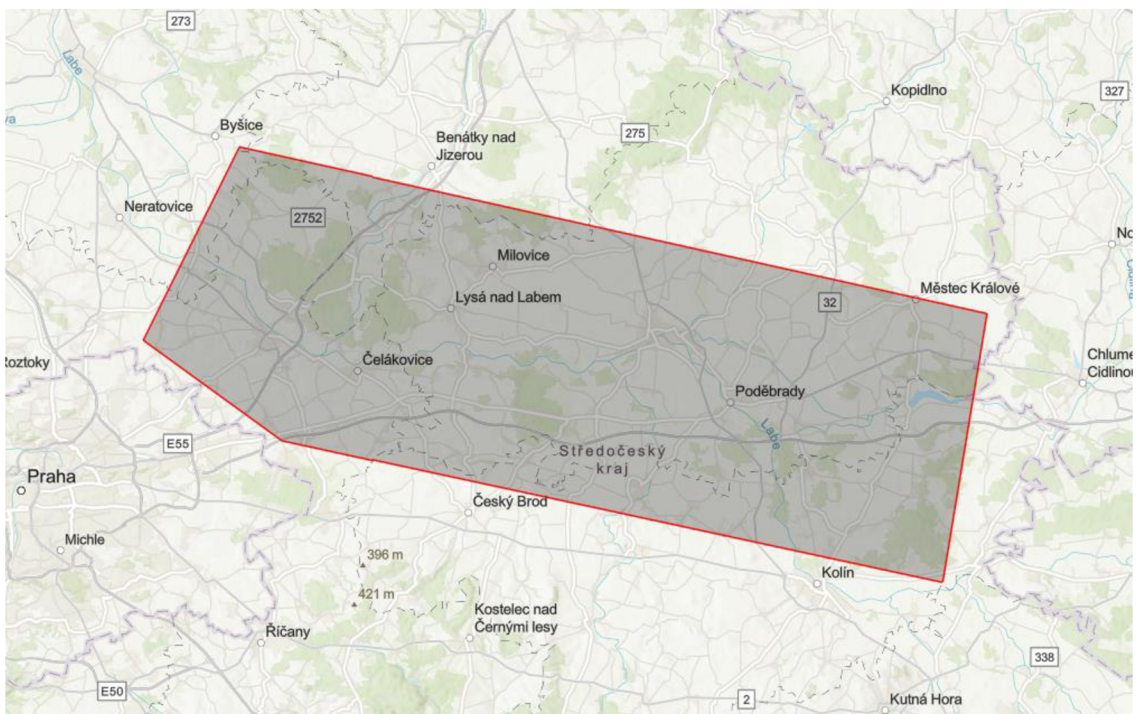 273
Labe
Kopidlno
327
Byšice
275
Benátky nad
Jizerou
Neratovice
2752
Milovice
Městec Králové
32
Lysá nad Labem
Roztoky
Čelákovice
Chlume
Cidlinou
Poděbrady
Labe
E55
Středočeský
kraj
Praha
Český Brod
Michle
396 m
Kolín
421 m
Kostelec nad
Černými lesy
Říčany
338
E50
2
Kutná Hora